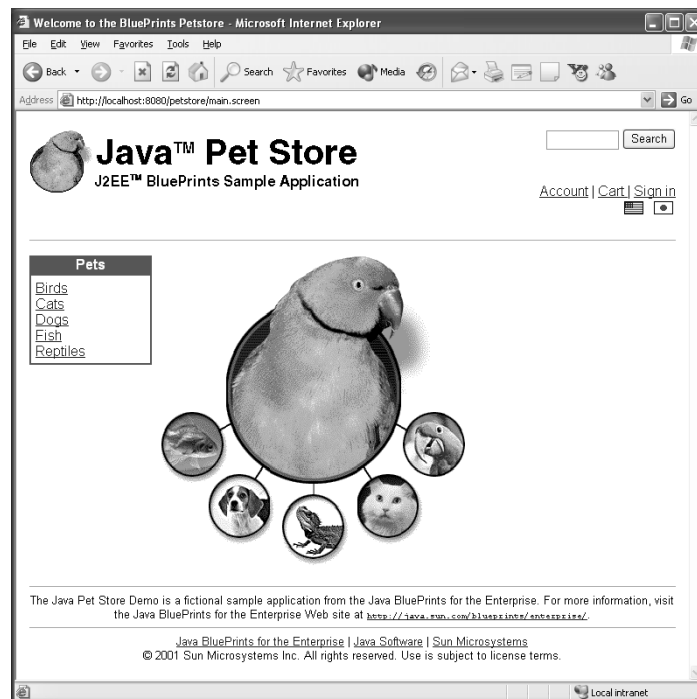 Welcome to the BluePrints Petstore - Microsoft Internet Explorer
File Edit View Favorites Tools Help
Back Search Favorites Media
Address http://localhost:8080/petstore/main.screen Go
Java™ Pet Store
J2EE™ BluePrints Sample Application
Search
Account | Cart | Sign in
Pets
Birds
Cats
Dogs
Fish
Reptiles
The Java Pet Store Demo is a fictional sample application from the Java BluePrints for the Enterprise. For more information, visit
the Java BluePrints for the Enterprise Web site at http://java.sun.com/blueprints/enterprise/.
Java BluePrints for the Enterprise | Java Software | Sun Microsystems
© 2001 Sun Microsystems Inc. All rights reserved. Use is subject to license terms.
Local intranet